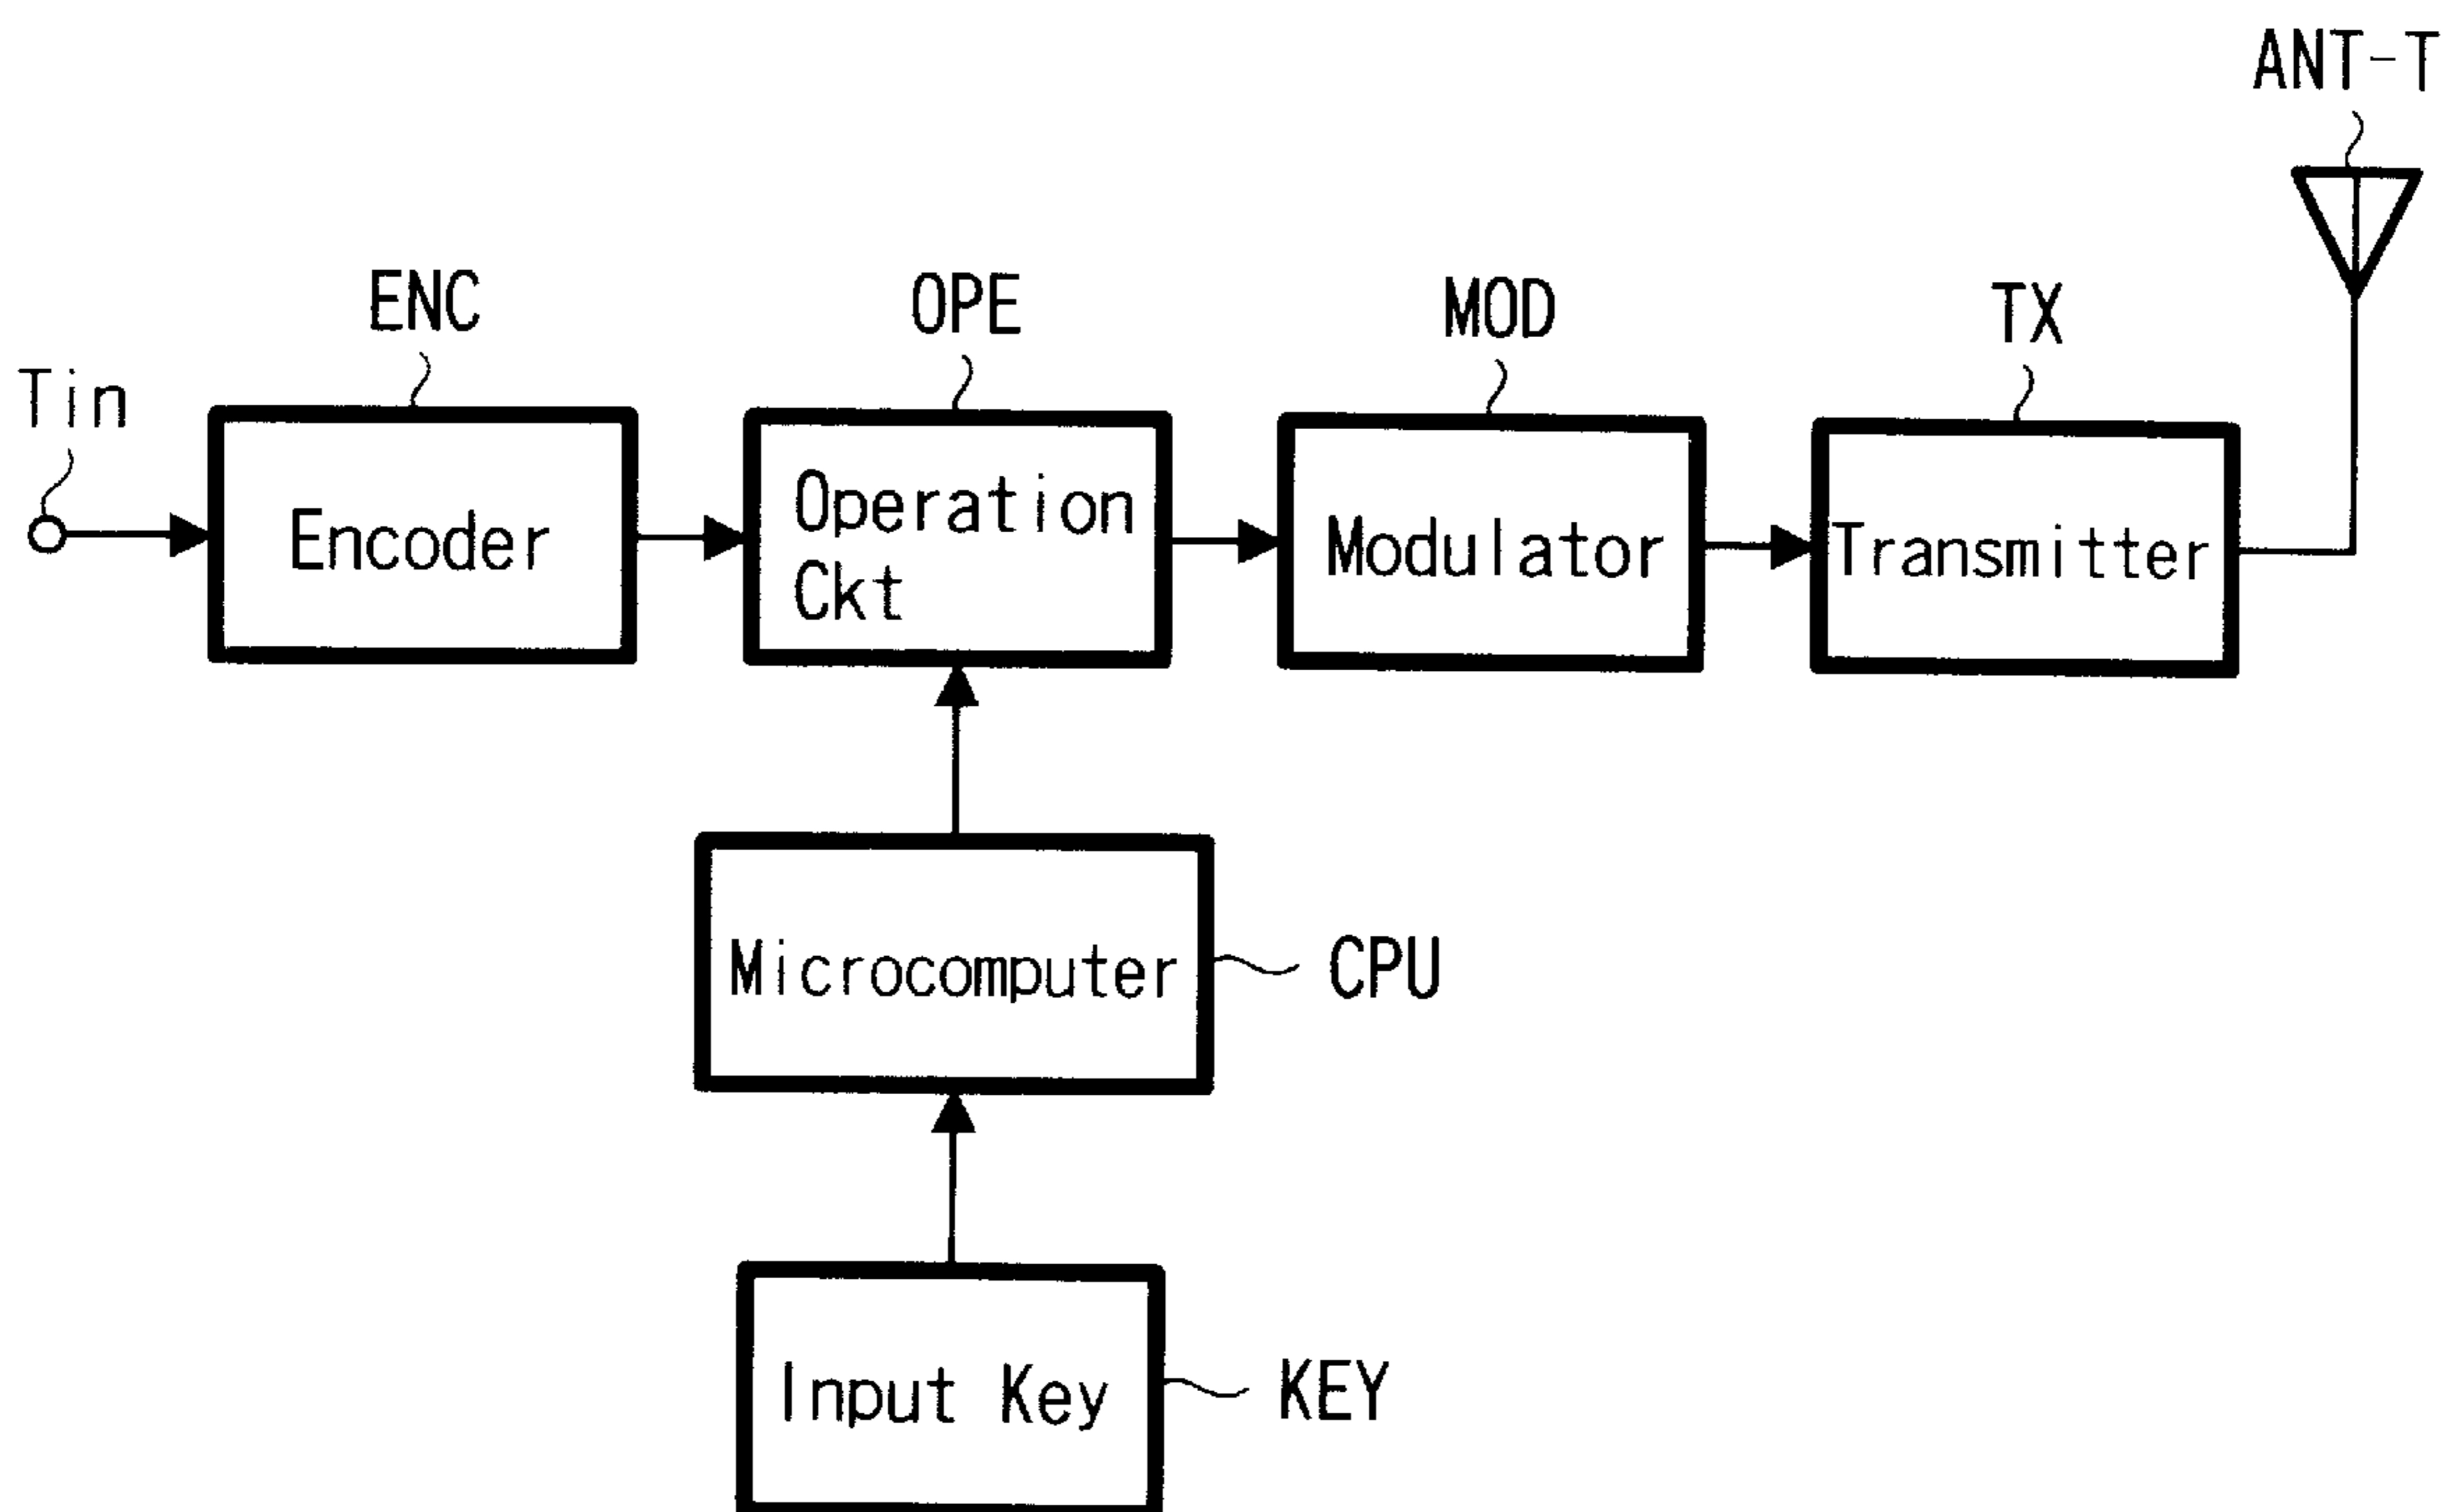 ANT-T
ENC
OPE
MOD
TX
Tin
Encoder
Operation
Ckt
Modulator
Transmitter
Microcomputer
CPU
Input Key
KEY